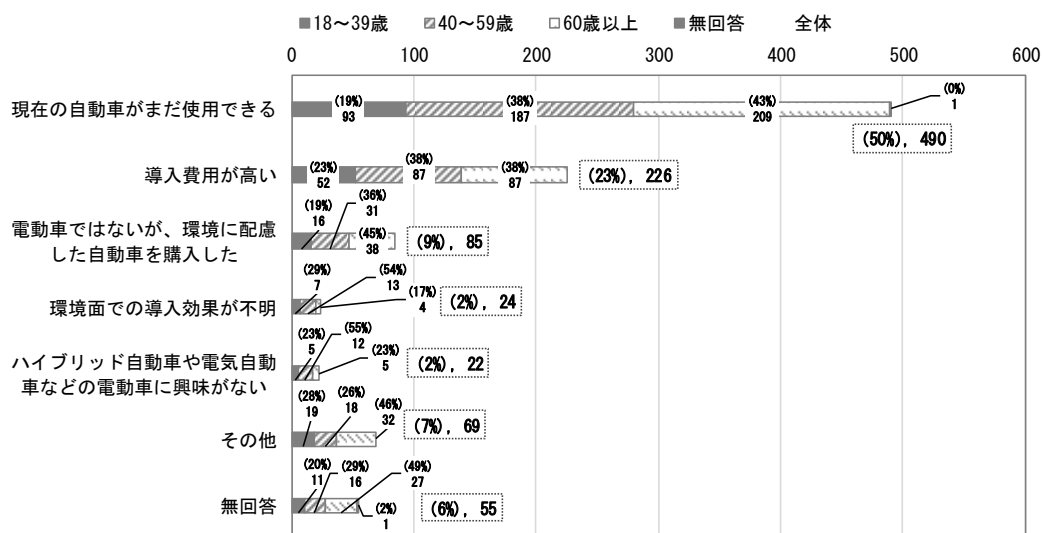 18～39歳 40～59歳 60歳以上 無回答 全体
0 100 200 300 400 500 600
現在の自動車がまだ使用できる
(19%) 93
(38%) 187
(43%) 209
(0%) 1
(50%), 490
導入費用が高い
(23%) 52
(38%) 87
(38%) 87
(23%), 226
電動車ではないが、環境に配慮
した自動車を購入した
(19%) 16
(36%) 31
(45%) 38
(9%), 85
環境面での導入効果が不明
(29%) 7
(54%) 13
(17%) 4
(2%), 24
ハイブリッド自動車や電気自動
車などの電動車に興味がない
(23%) 5
(55%) 12
(23%) 5
(2%), 22
その他
(28%) 19
(26%) 18
(46%) 32
(7%), 69
無回答
(20%) 11
(29%) 16
(49%) 27
(2%) 1
(6%), 55